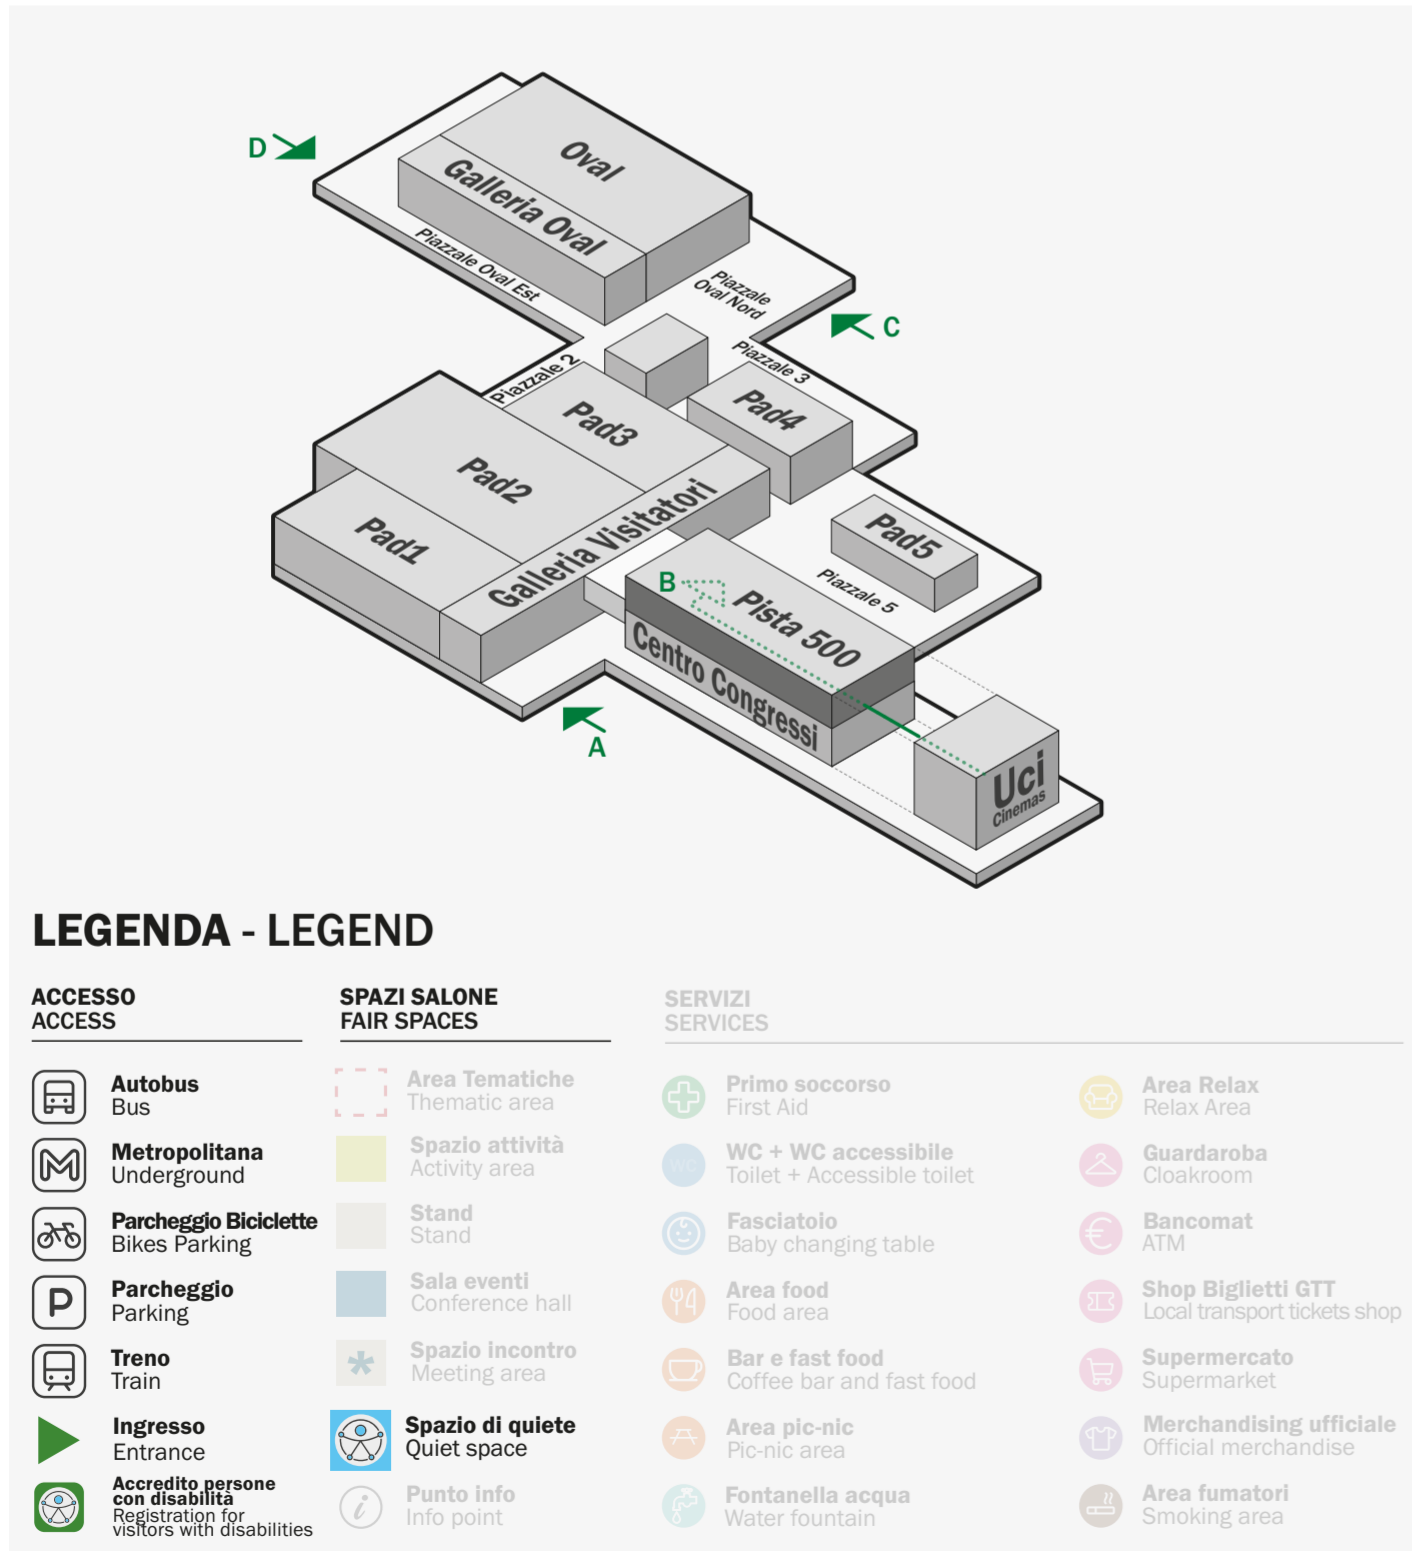 D
Oval
Galleria Oval
Piazzale Oval Est
Piazzale
Oval Nord
C
Piazzale 2
Piazzale 3
Pad3
Pad4
Pad2
Pad1
Galleria Visitatori
Pad5
Piazzale 5
B
Pista 500
Centro Congressi
A
Uci
Cinemas
LEGENDA - LEGEND
ACCESSO
ACCESS
Autobus
Bus
Metropolitana
Underground
Parcheggio Biciclette
Bikes Parking
P
Parcheggio
Parking
Treno
Train
Ingresso
Entrance
Accredito persone
con disabilità
Registration for
visitors with disabilities
SPAZI SALONE
FAIR SPACES
Area Tematiche
Thematic area
Spazio attività
Activity area
Stand
Stand
Sala eventi
Conference hall
*
Spazio incontro
Meeting area
Spazio di quiete
Quiet space
i
Punto info
Info point
SERVIZI
SERVICES
Primo soccorso
First Aid
WC
WC + WC accessibile
Toilet + Accessible toilet
Fasciatoio
Baby changing table
Area food
Food area
Bar e fast food
Coffee bar and fast food
Area pic-nic
Pic-nic area
Fontanella acqua
Water fountain
Area Relax
Relax Area
Guardaroba
Cloakroom
€
Bancomat
ATM
Shop Biglietti GTT
Local transport tickets shop
Supermercato
Supermarket
Merchandising ufficiale
Official merchandise
Area fumatori
Smoking area